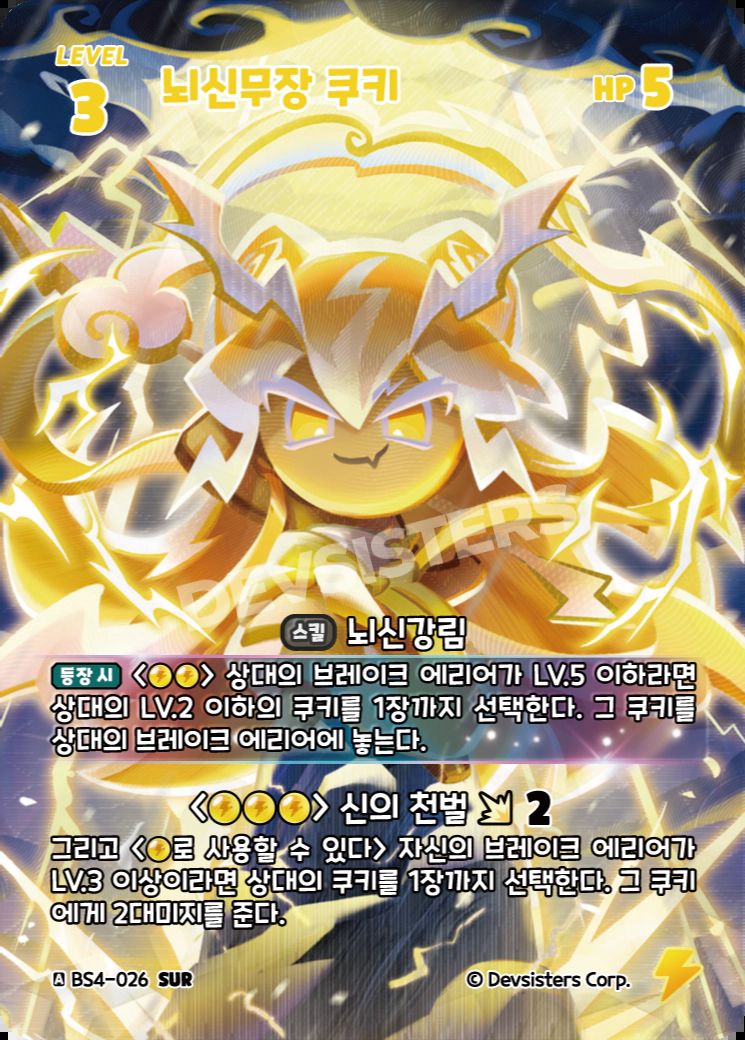 LEVEL
3
뇌신무장 쿠키
HP 5
DEVSISTERS
스킬 뇌신강림
등장 시 < > 상대의 브레이크 에리어가 LV.5 이하라면
상대의 LV.2 이하의 쿠키를 1장까지 선택한다. 그 쿠키를
상대의 브레이크 에리어에 놓는다.
< > 신의 천벌 2
그리고 < 로 사용할 수 있다> 자신의 브레이크 에리어가
LV.3 이상이라면 상대의 쿠키를 1장까지 선택한다. 그 쿠키
에게 2대미지를 준다.
A BS4-026 SUR
© Devsisters Corp.